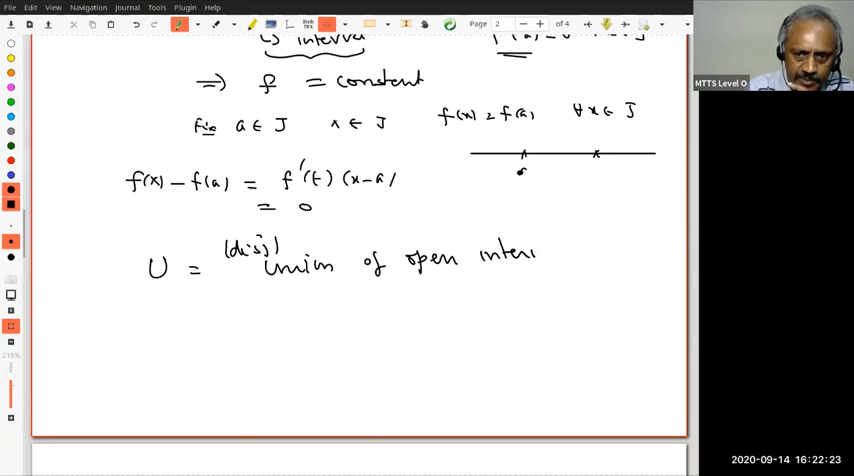 File Edit View Navigation Journal Tools Plugin Help
Page 2 of 4
MTTS Level O
⇒ f = constant
Fix a ∈ J x ∈ J f(x) = f(a) ∀ x ∈ J
f(x) - f(a) = f'(t) (x-a)
= 0
U = (disj) Union of open inter
218%
2020-09-14 16:22:23